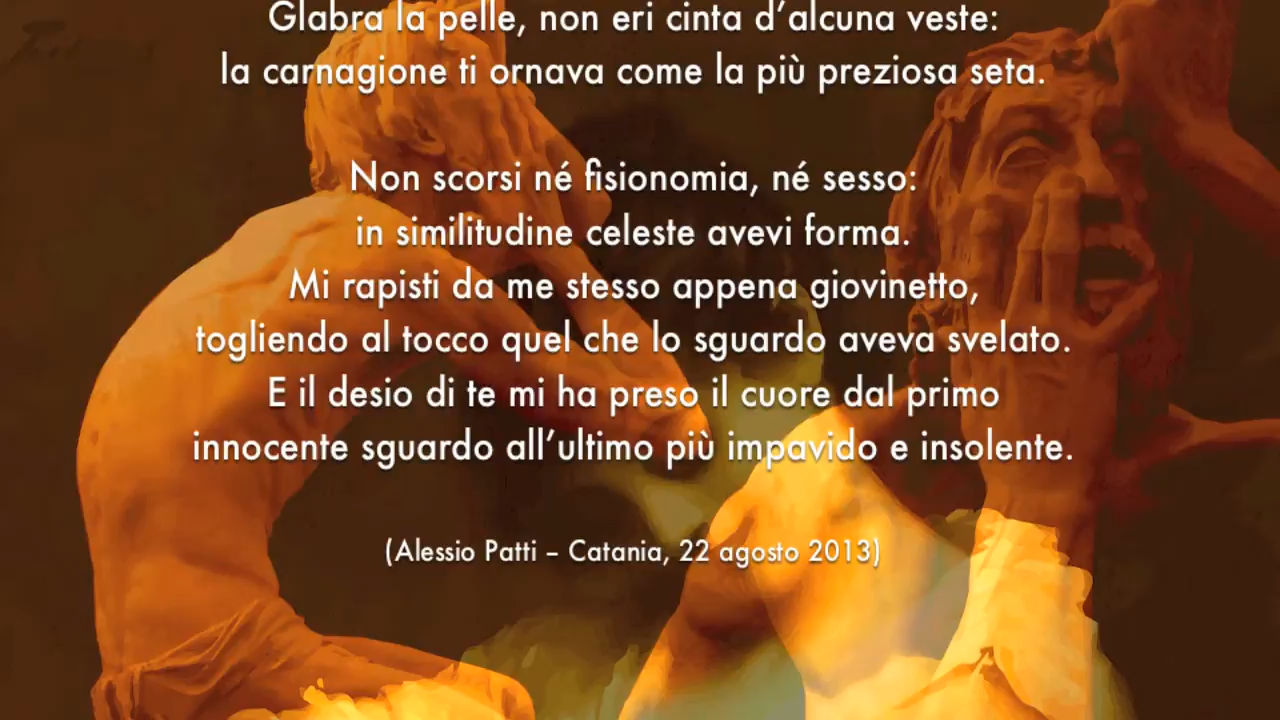 Glabra la pelle, non eri cinta d’alcuna veste:
la carnagione ti ornava come la più preziosa seta.
Non scorsi né fisionomia, né sesso:
in similitudine celeste avevi forma.
Mi rapisti da me stesso appena giovinetto,
togliendo al tocco quel che lo sguardo aveva svelato.
E il desio di te mi ha preso il cuore dal primo
innocente sguardo all’ultimo più impavido e insolente.
(Alessio Patti – Catania, 22 agosto 2013)